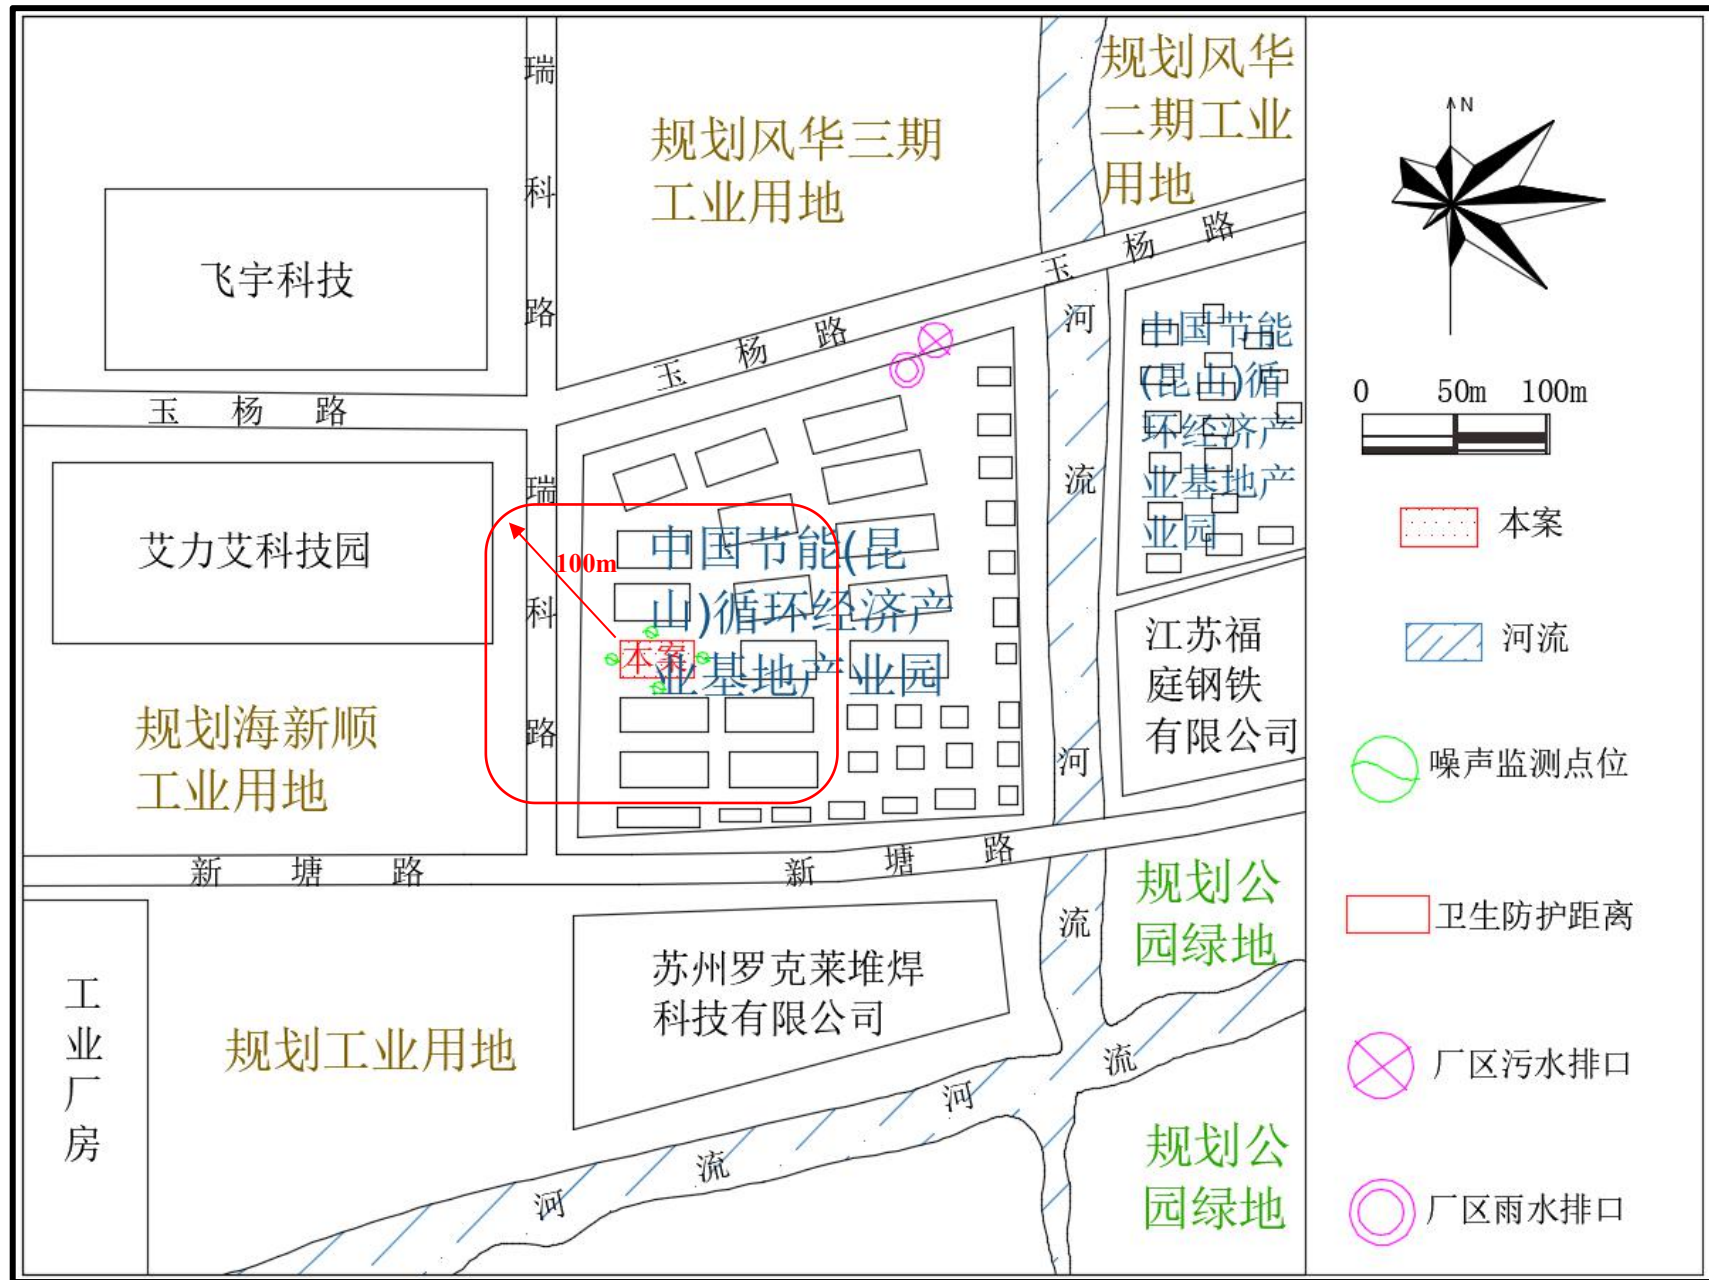 瑞科路
规划风华三期
工业用地
规划风华
二期工业
用地
N
飞宇科技
玉杨路
玉杨路
玉杨路
河流
中国节能
(昆山)循
环经济产
业基地产
业园
0 50m 100m
艾力艾科技园
瑞科路
100m
中国节能(昆
山)循环经济产
业基地产业园
本案
本案
河流
江苏福
庭钢铁
有限公司
规划海新顺
工业用地
噪声监测点位
河流
新塘路
新塘路
规划公
园绿地
卫生防护距离
工业厂房
规划工业用地
苏州罗克莱堆焊
科技有限公司
河流
河流
规划公
园绿地
厂区污水排口
厂区雨水排口